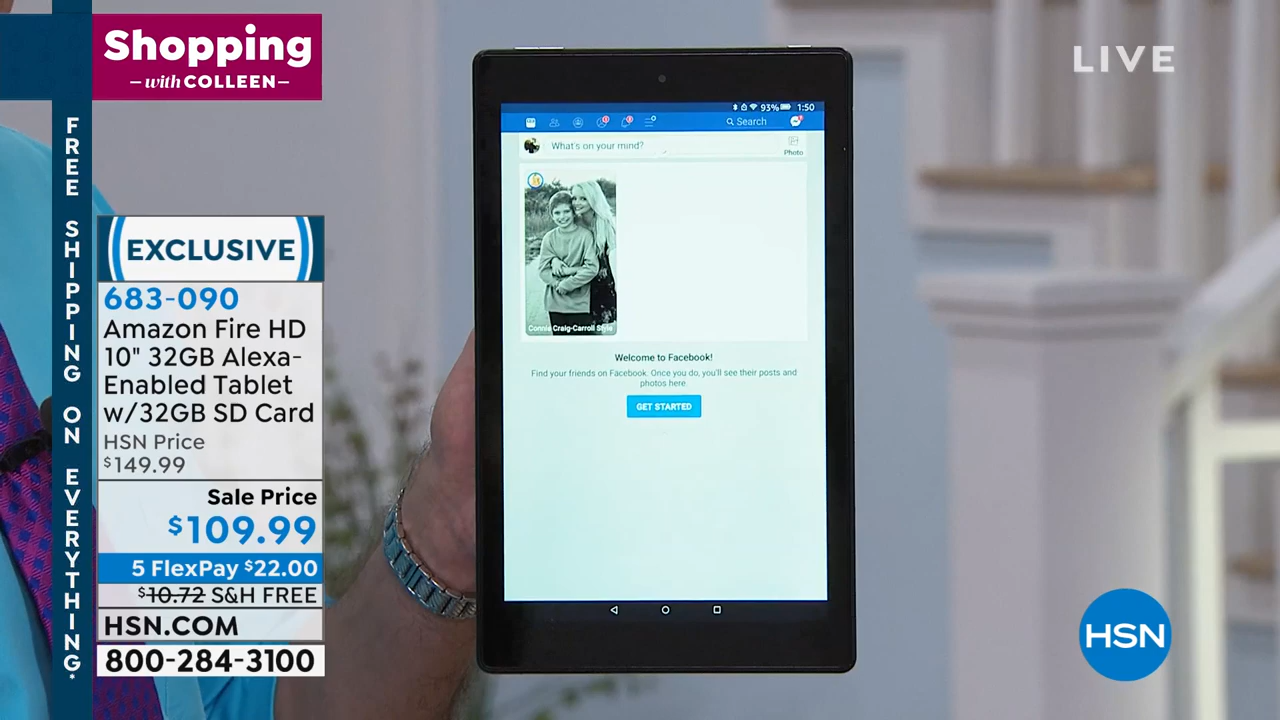 Shopping
–with COLLEEN–
LIVE
FREE SHIPPING ON EVERYTHING.*
EXCLUSIVE
683-090
Amazon Fire HD
10" 32GB Alexa-
Enabled Tablet
w/32GB SD Card
HSN Price
$149.99
Sale Price
$109.99
5 FlexPay $22.00
$10.72 S&H FREE
HSN.COM
800-284-3100
93% 1:50
Search
What's on your mind?
Photo
Connie Craig-Carroll Style
Welcome to Facebook!
Find your friends on Facebook. Once you do, you'll see their posts and
photos here.
GET STARTED
HSN